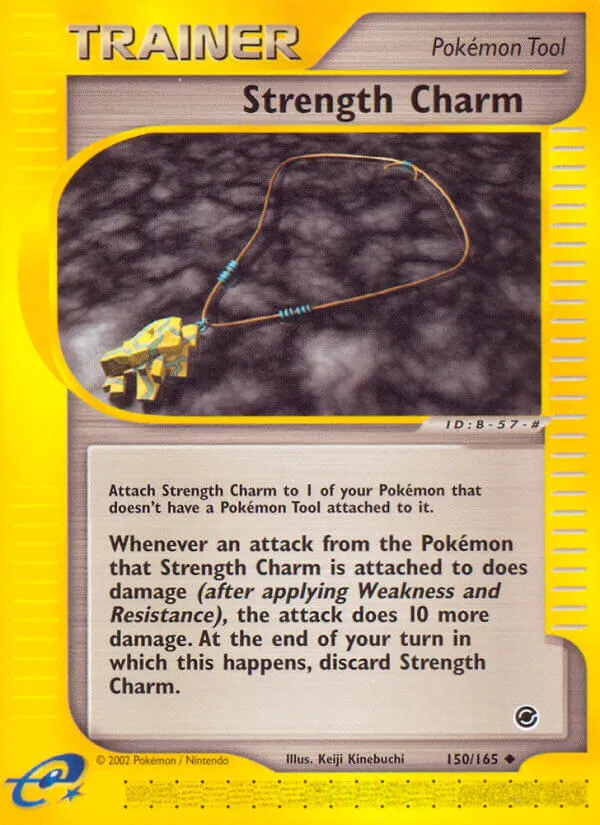 TRAINER
Pokémon Tool
Strength Charm
ID:B-57-#
Attach Strength Charm to 1 of your Pokémon that
doesn't have a Pokémon Tool attached to it.
Whenever an attack from the Pokémon
that Strength Charm is attached to does
damage (after applying Weakness and
Resistance), the attack does 10 more
damage. At the end of your turn in
which this happens, discard Strength
Charm.
© 2002 Pokémon / Nintendo
Illus. Keiji Kinebuchi
150/165 ◆
e